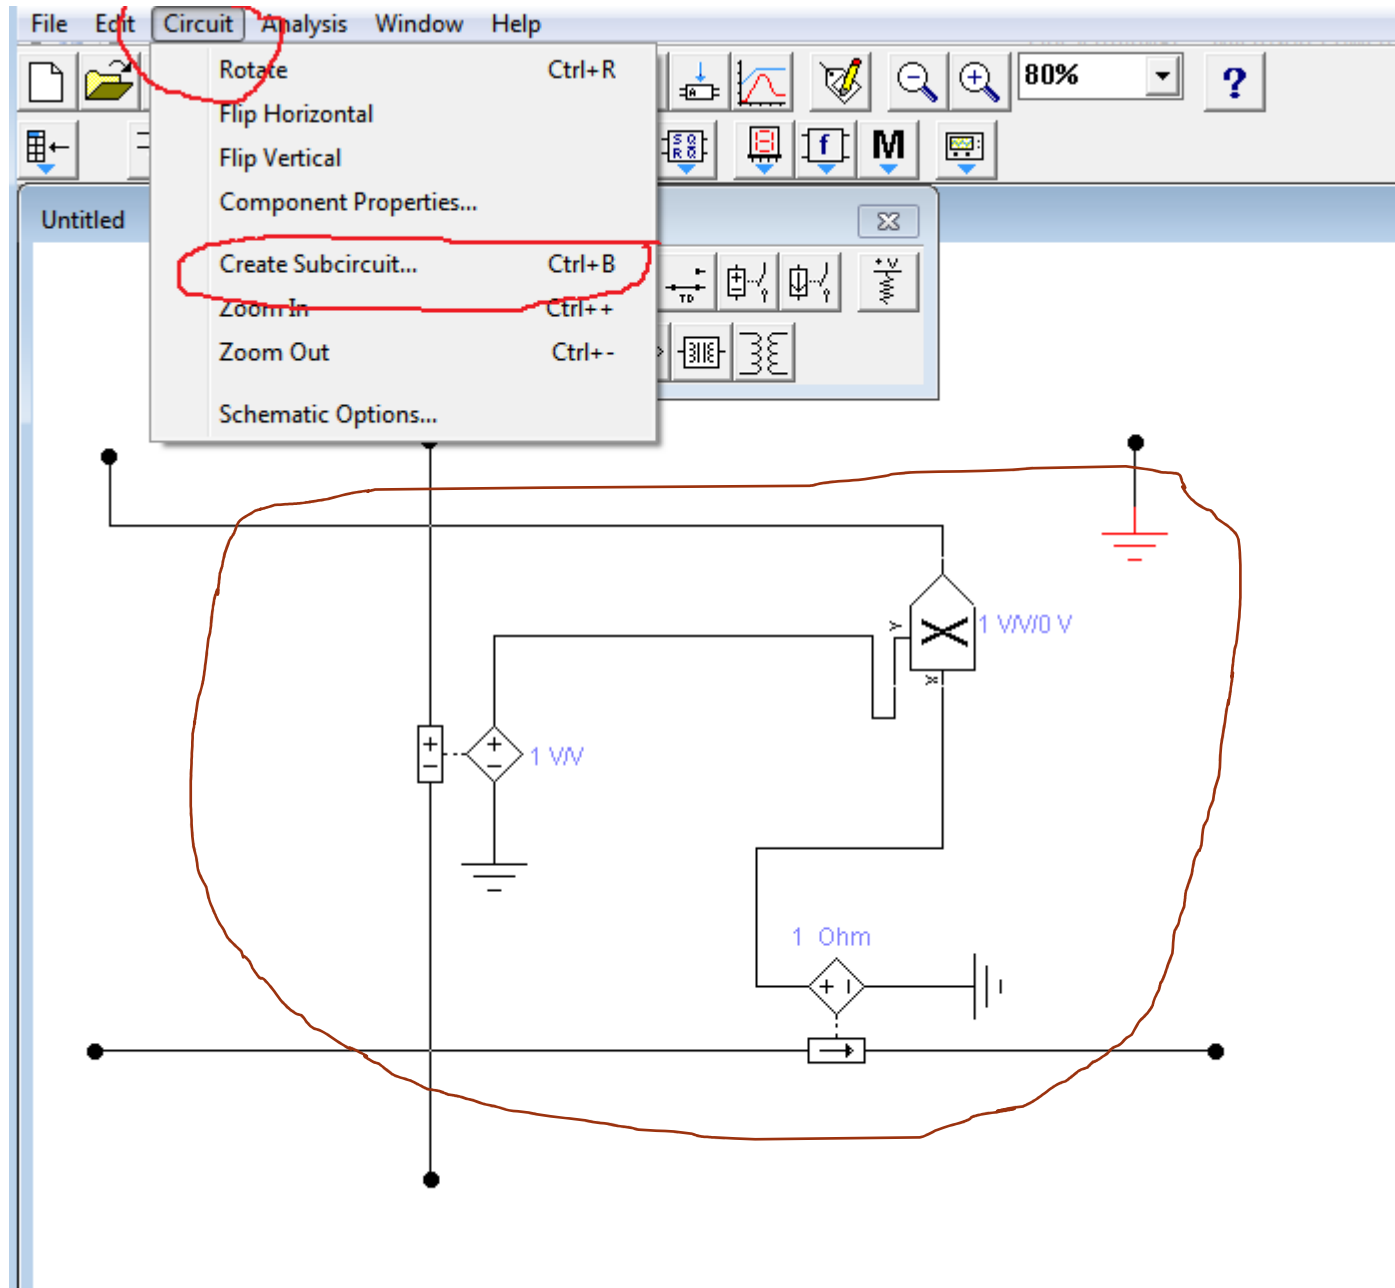 File Edit Circuit Analysis Window Help
Rotate Ctrl+R
Flip Horizontal
Flip Vertical
Component Properties...
Create Subcircuit... Ctrl+B
Zoom In Ctrl++
Zoom Out Ctrl+-
Schematic Options...
A
80%
?
S Q
R Q
f
M
Untitled
TD
+ V
1 V/V/0 V
Y
X
1 V/V
1 Ohm